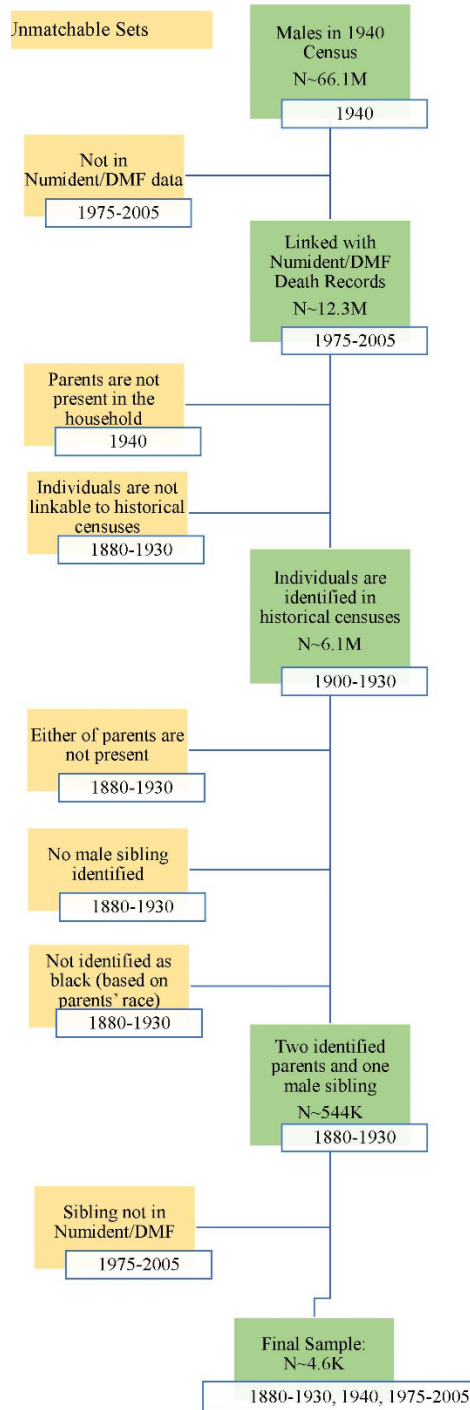 Unmatchable Sets
Males in 1940
Census
N~66.1M
1940
Not in
Numident/DMF data
1975-2005
Linked with
Numident/DMF
Death Records
N~12.3M
1975-2005
Parents are not
present in the
household
1940
Individuals are not
linkable to historical
censuses
1880-1930
Individuals are
identified in
historical censuses
N~6.1M
1900-1930
Either of parents are
not present
1880-1930
No male sibling
identified
1880-1930
Not identified as
black (based on
parents’ race)
1880-1930
Two identified
parents and one
male sibling
N~544K
1880-1930
Sibling not in
Numident/DMF
1975-2005
Final Sample:
N~4.6K
1880-1930, 1940, 1975-2005